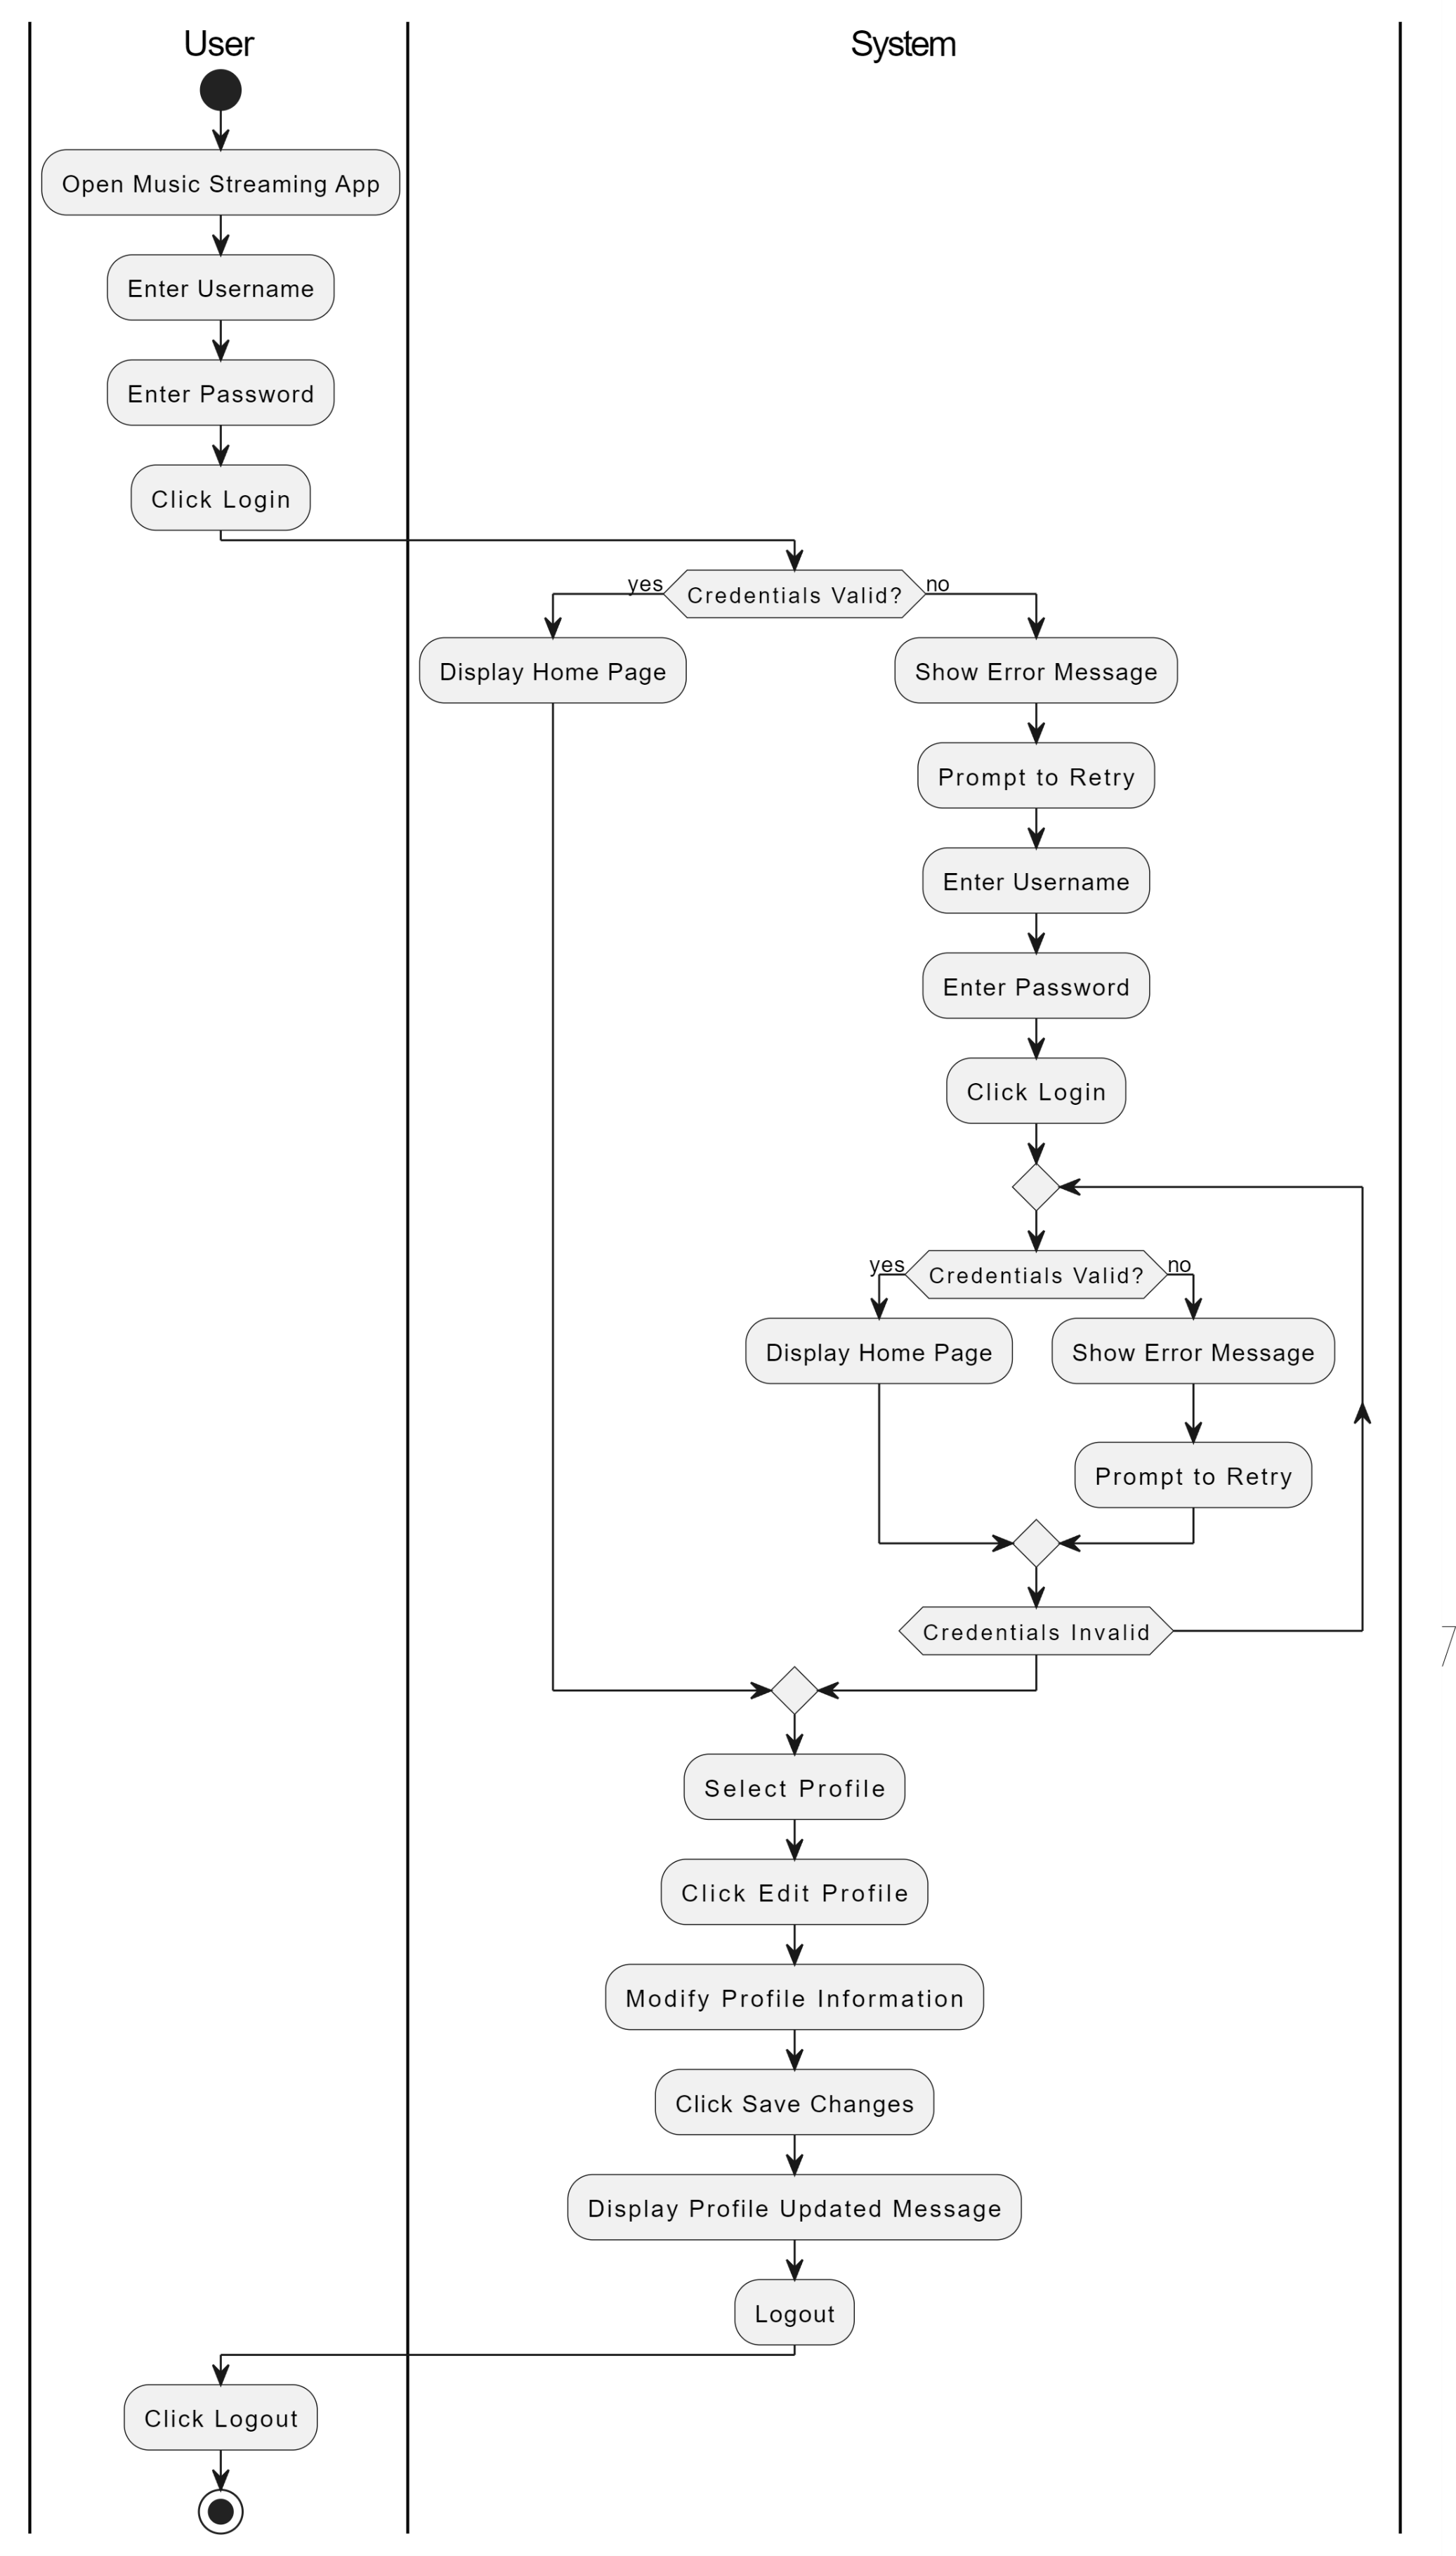 User
System
Open Music Streaming App
Enter Username
Enter Password
Click Login
yes
Credentials Valid?
no
Display Home Page
Show Error Message
Prompt to Retry
Enter Username
Enter Password
Click Login
yes
Credentials Valid?
no
Display Home Page
Show Error Message
Prompt to Retry
Credentials Invalid
Select Profile
Click Edit Profile
Modify Profile Information
Click Save Changes
Display Profile Updated Message
Logout
Click Logout